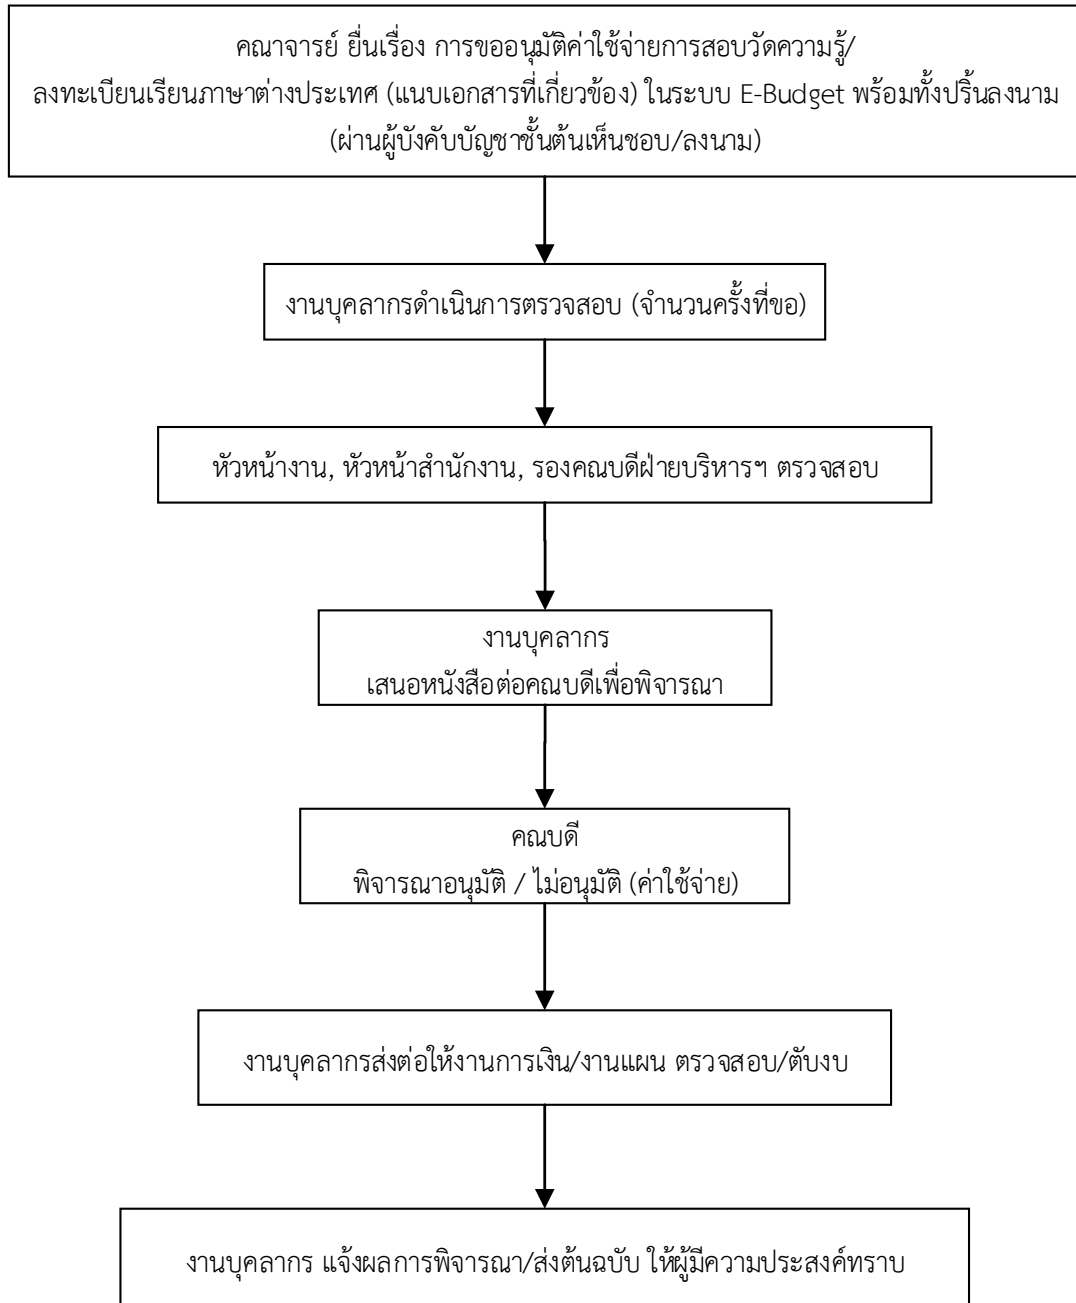 คณาจารย์ ยื่นเรื่อง การขออนุมัติค่าใช้จ่ายการสอบวัดความรู้/
ลงทะเบียนเรียนภาษาต่างประเทศ (แนบเอกสารที่เกี่ยวข้อง) ในระบบ E-Budget พร้อมทั้งปริ้นลงนาม
(ผ่านผู้บังคับบัญชาชั้นต้นเห็นชอบ/ลงนาม)
งานบุคลากรดำเนินการตรวจสอบ (จำนวนครั้งที่ขอ)
หัวหน้างาน, หัวหน้าสำนักงาน, รองคณบดีฝ่ายบริหารฯ ตรวจสอบ
งานบุคลากร
เสนอหนังสือต่อคณบดีเพื่อพิจารณา
คณบดี
พิจารณาอนุมัติ / ไม่อนุมัติ (ค่าใช้จ่าย)
งานบุคลากรส่งต่อให้งานการเงิน/งานแผน ตรวจสอบ/ตับงบ
งานบุคลากร แจ้งผลการพิจารณา/ส่งต้นฉบับ ให้ผู้มีความประสงค์ทราบ